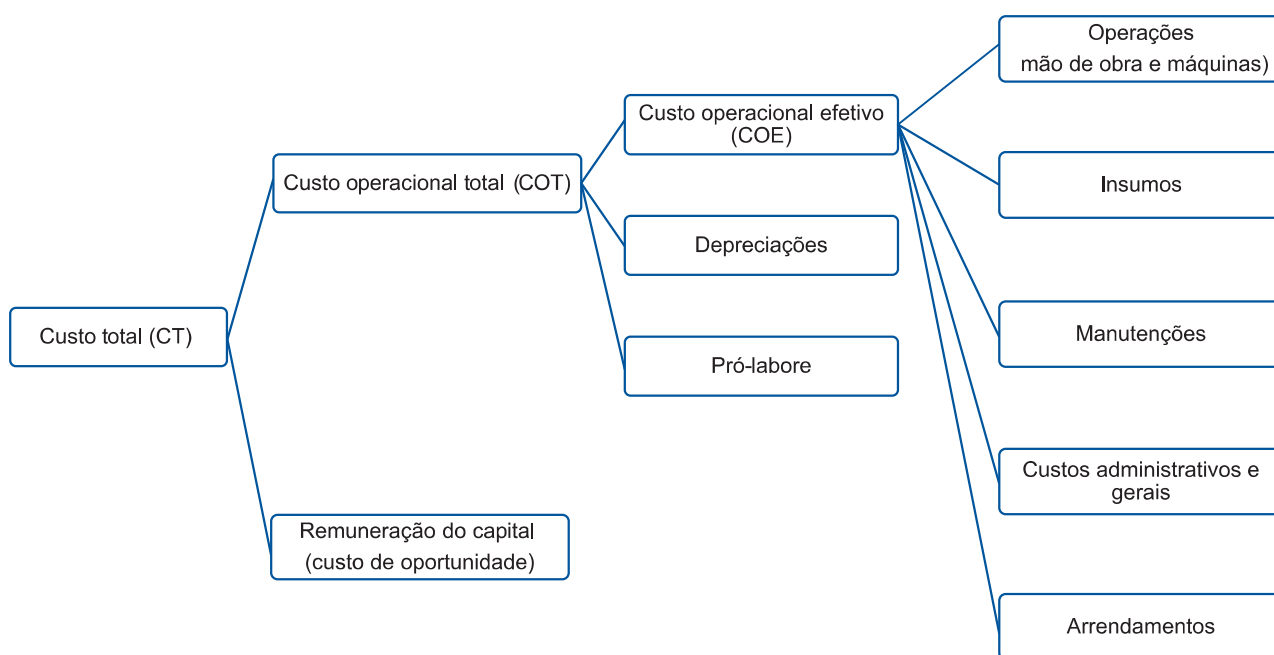 Custo total (CT)
Custo operacional total (COT)
Remuneração do capital
(custo de oportunidade)
Custo operacional efetivo
(COE)
Depreciações
Pró-labore
Operações
mão de obra e máquinas)
Insumos
Manutenções
Custos administrativos e
gerais
Arrendamentos